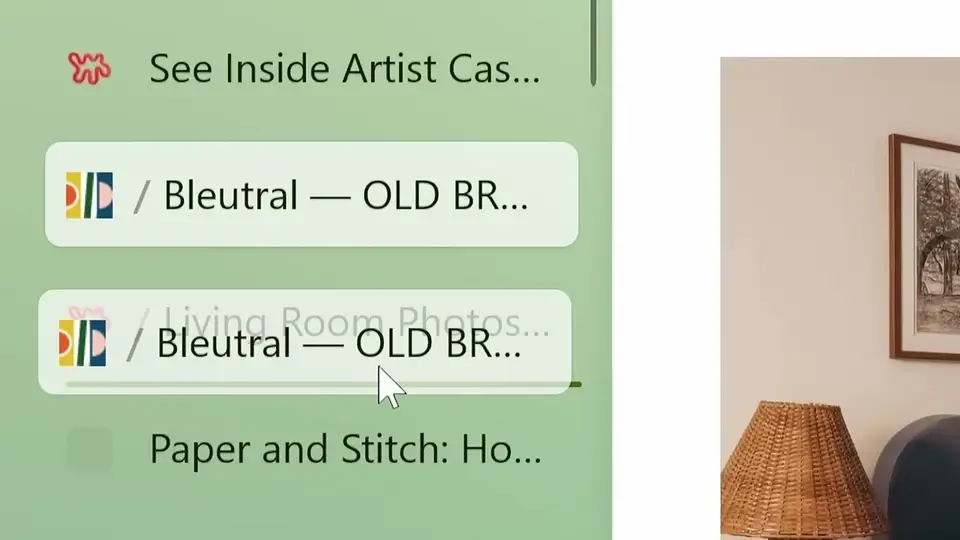 See Inside Artist Cas...
/ Bleutral — OLD BR...
/ Living Room Photos...
/ Bleutral — OLD BR...
Paper and Stitch: Ho...